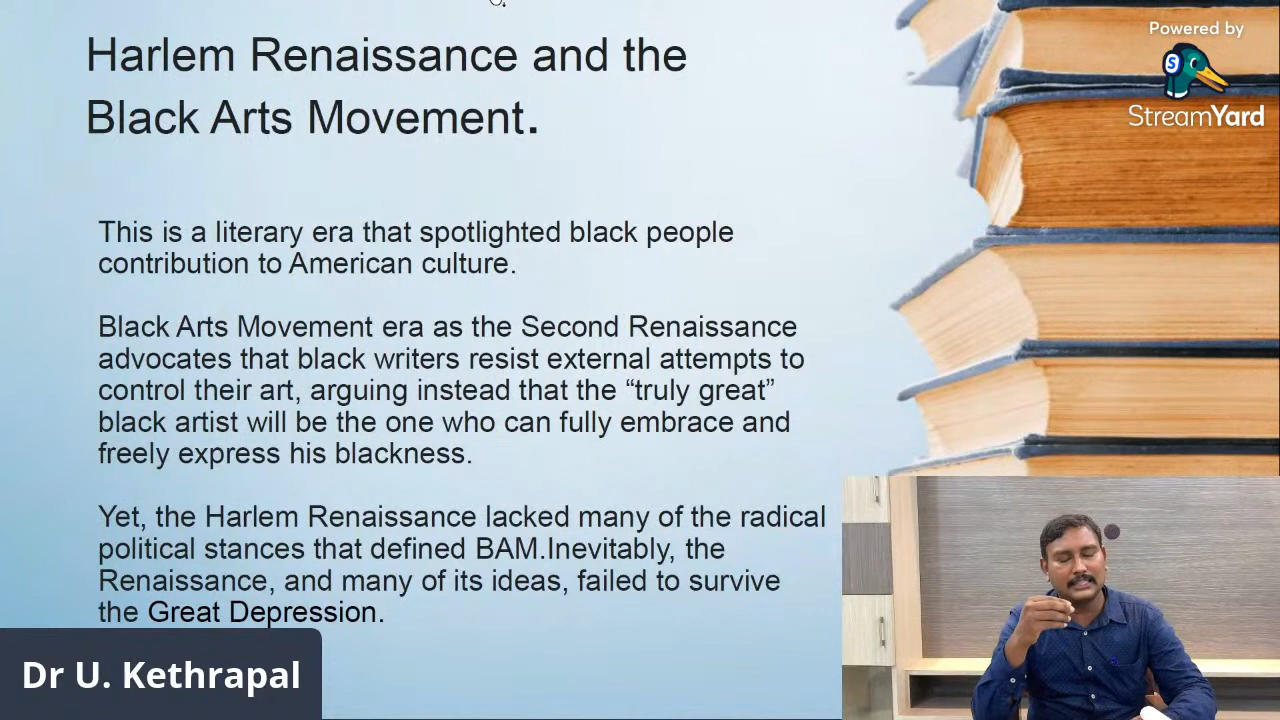 Harlem Renaissance and the
Black Arts Movement.
Powered by
S
StreamYard
This is a literary era that spotlighted black people
contribution to American culture.
Black Arts Movement era as the Second Renaissance
advocates that black writers resist external attempts to
control their art, arguing instead that the “truly great”
black artist will be the one who can fully embrace and
freely express his blackness.
Yet, the Harlem Renaissance lacked many of the radical
political stances that defined BAM.Inevitably, the
Renaissance, and many of its ideas, failed to survive
the Great Depression.
Dr U. Kethrapal